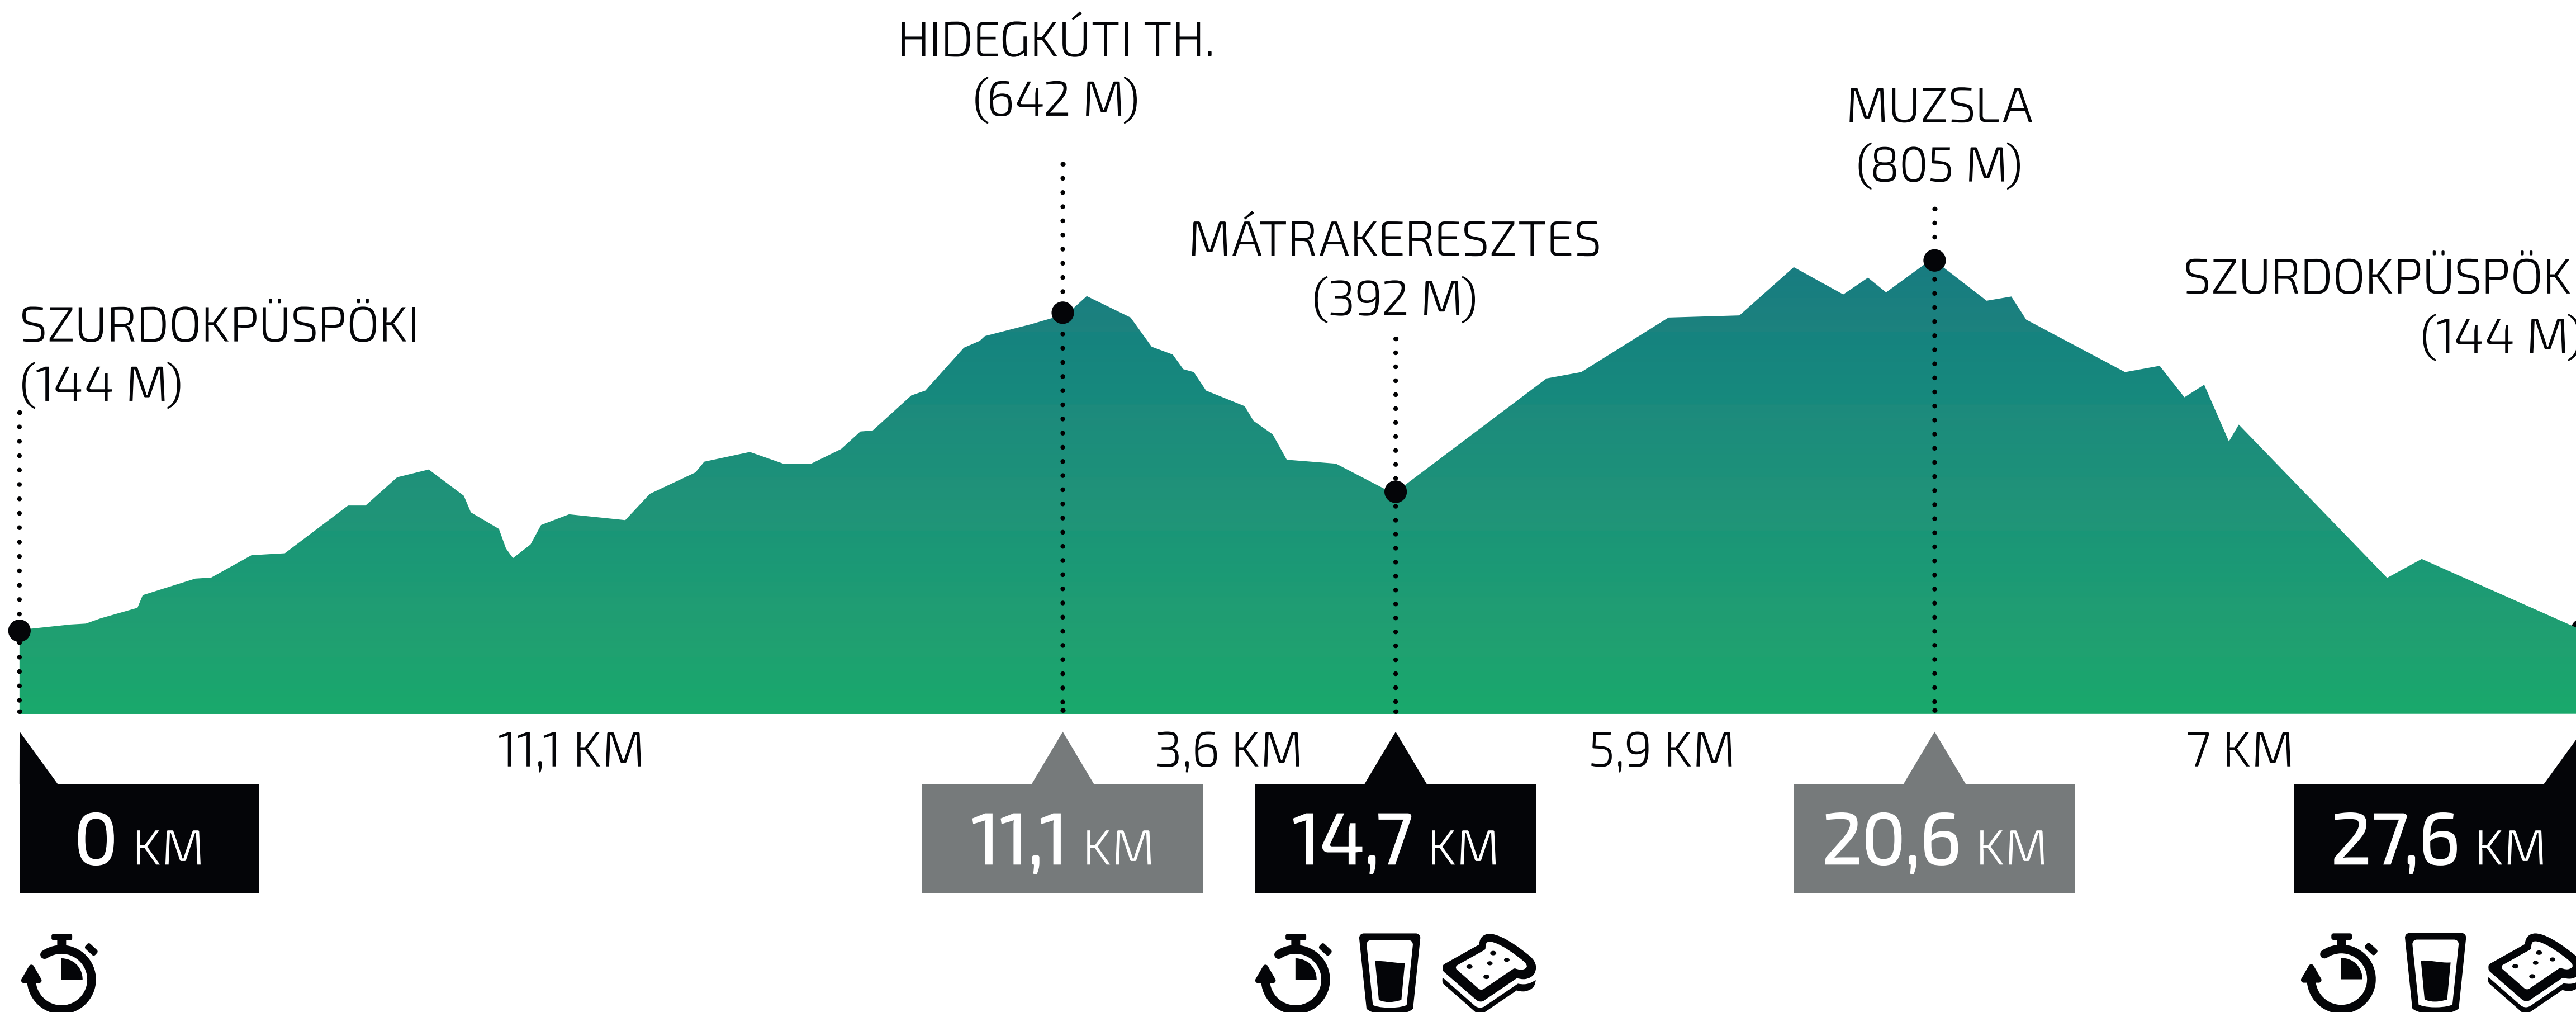 HIDEGKÚTI TH.
(642 M)
MUZSLA
(805 M)
MÁTRAKERESZTES
(392 M)
SZURDOKPÜSPÖK
(144 M)
SZURDOKPÜSPÖKI
(144 M)
11,1 KM
3,6 KM
5,9 KM
7 KM
0 KM
11,1 KM
14,7 KM
20,6 KM
27,6 KM